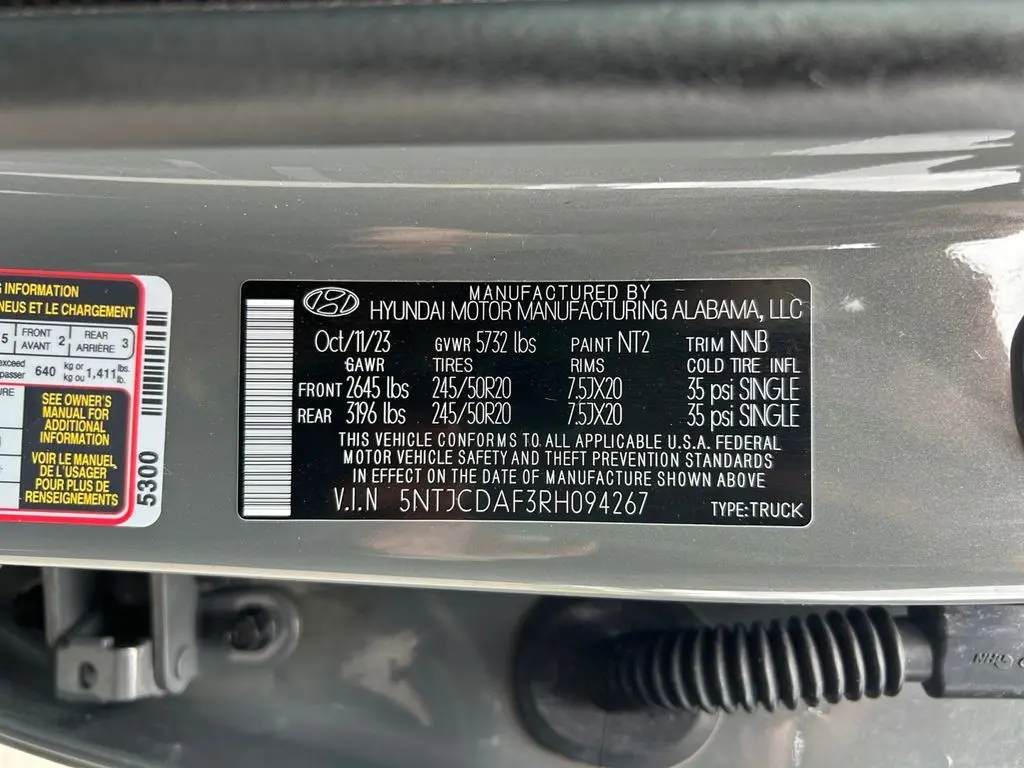 G INFORMATION
NEUS ET LE CHARGEMENT
5 FRONT AVANT 2 REAR ARRIÈRE 3
exceed
passer 640 kg or kg ou 1,411 lbs. lb.
SEE OWNER'S
MANUAL FOR
ADDITIONAL
INFORMATION
VOIR LE MANUEL
DE L'USAGER
POUR PLUS DE
RENSEIGNEMENTS
5300
MANUFACTURED BY
HYUNDAI MOTOR MANUFACTURING ALABAMA, LLC
Oct/11/23 GVWR 5732 lbs PAINT NT2 TRIM NNB
GAWR TIRES RIMS COLD TIRE INFL
FRONT 2645 lbs 245/50R20 7.5JX20 35 psi SINGLE
REAR 3196 lbs 245/50R20 7.5JX20 35 psi SINGLE
THIS VEHICLE CONFORMS TO ALL APPLICABLE U.S.A. FEDERAL
MOTOR VEHICLE SAFETY AND THEFT PREVENTION STANDARDS
IN EFFECT ON THE DATE OF MANUFACTURE SHOWN ABOVE
V.I.N 5NTJCDAF3RH094267 TYPE:TRUCK